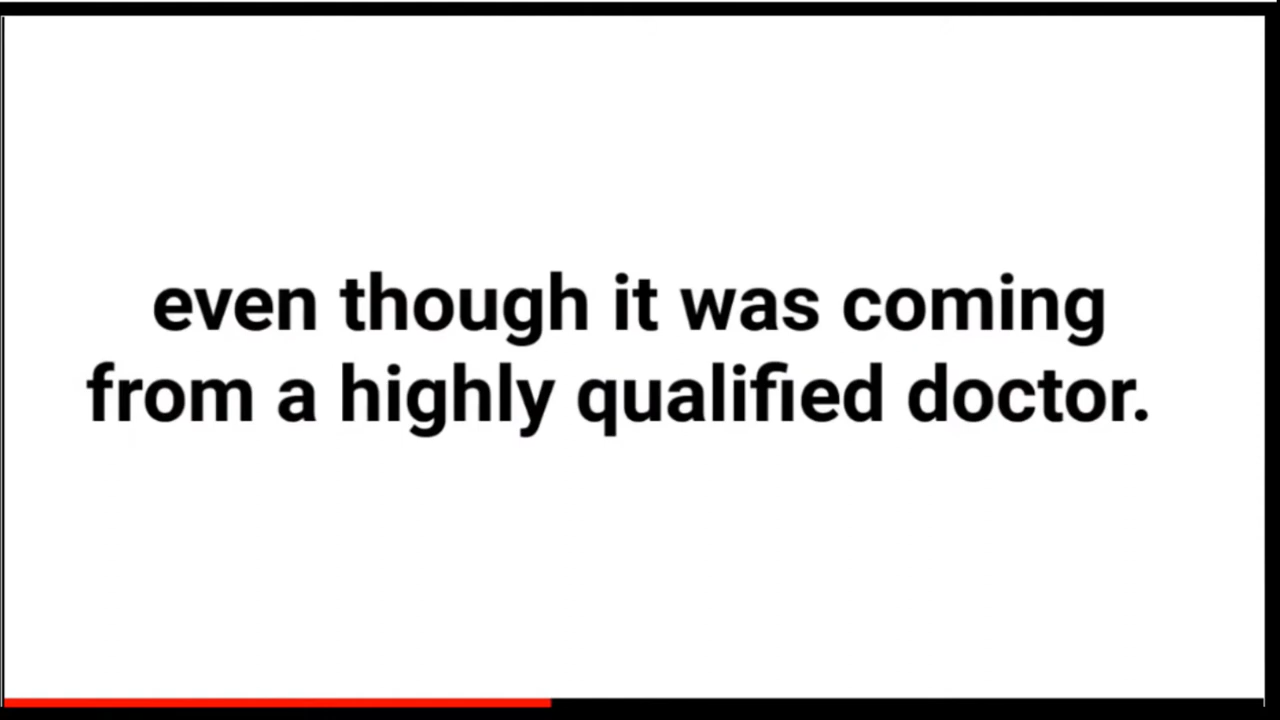 even though it was coming
from a highly qualified doctor.